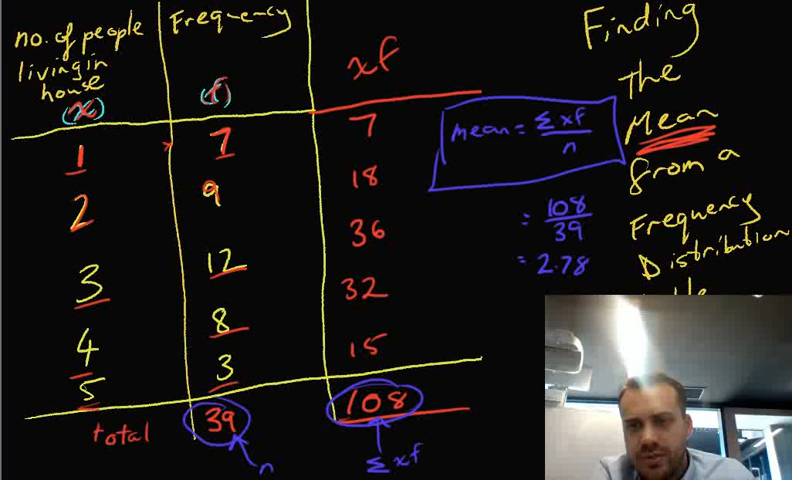 no. of people
living in
house
(x)
Frequency
(f)
xf
1 7 7
2 9 18
3 12 36
4 8 32
5 3 15
total 39 108
n
Σxf
Mean = Σxf / n
= 108 / 39
= 2.78
Finding
the
Mean
from a
Frequency
Distribution